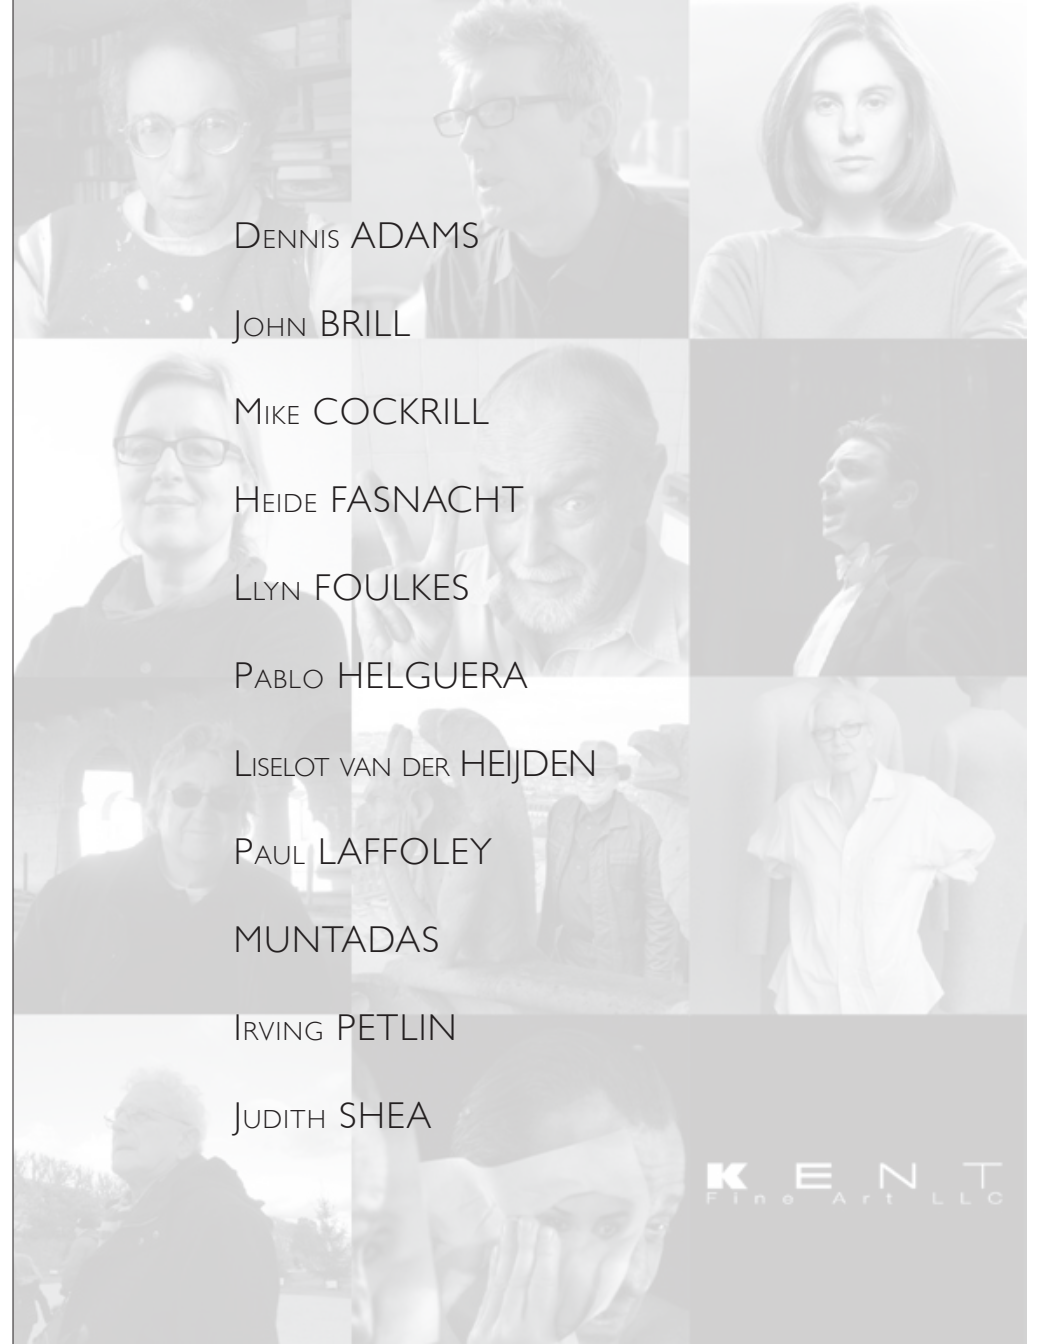 Dennis ADAMS
John BRILL
Mike COCKRILL
Heide FASNACHT
Llyn FOULKES
Pablo HELGUERA
Liselot van der HEIJDEN
Paul LAFFOLEY
MUNTADAS
Irving PETLIN
Judith SHEA
KENT
Fine Art LLC